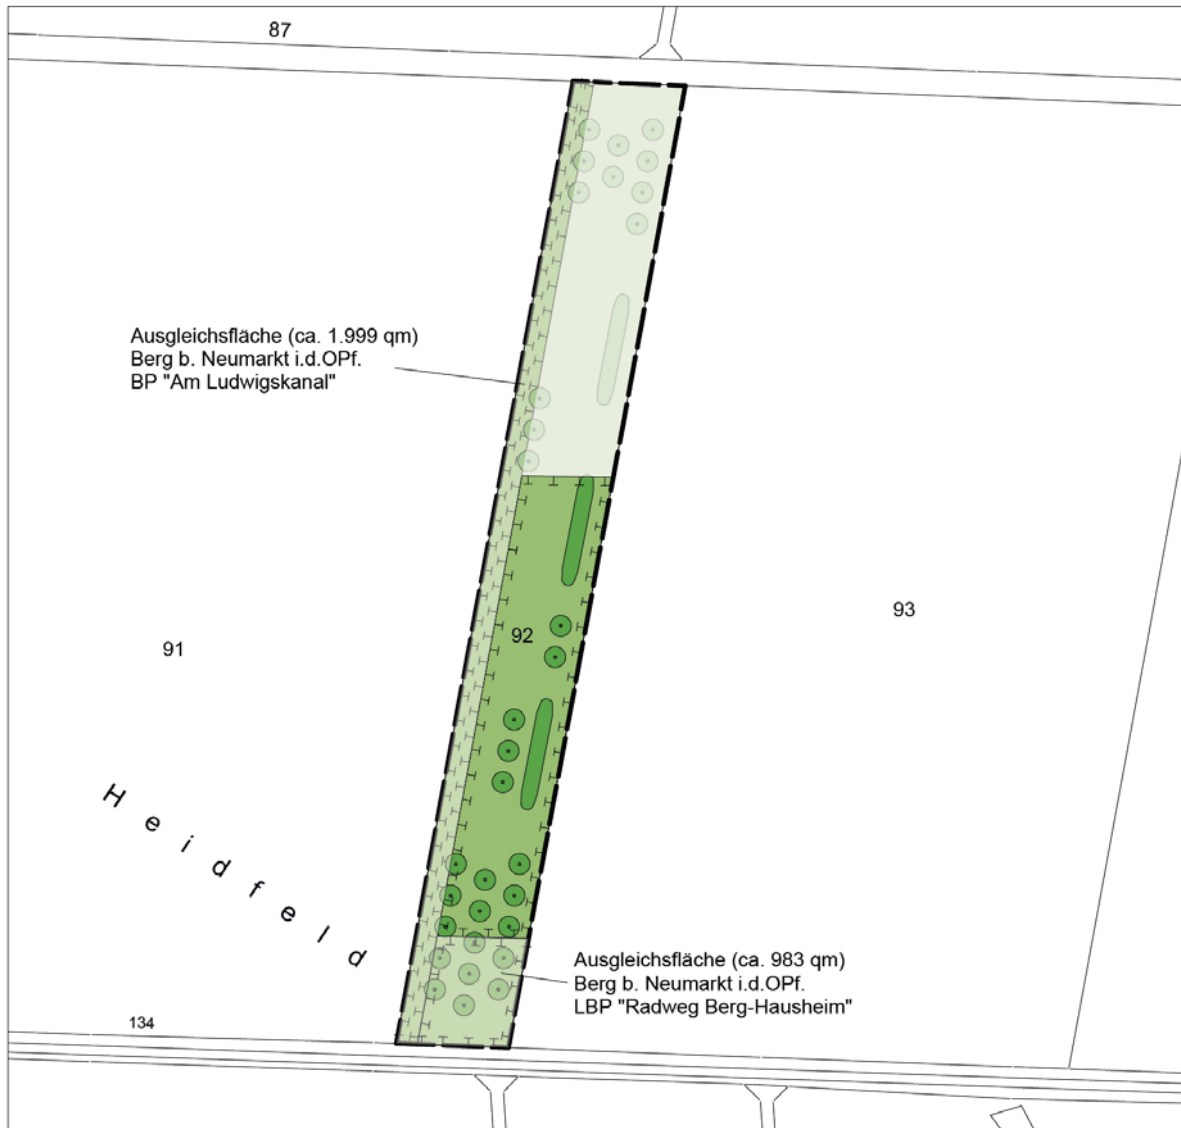 87
Ausgleichsfläche (ca. 1.999 qm)
Berg b. Neumarkt i.d.OPf.
BP "Am Ludwigskanal"
93
92
91
Heidfeld
Ausgleichsfläche (ca. 983 qm)
Berg b. Neumarkt i.d.OPf.
LBP "Radweg Berg-Hausheim"
134